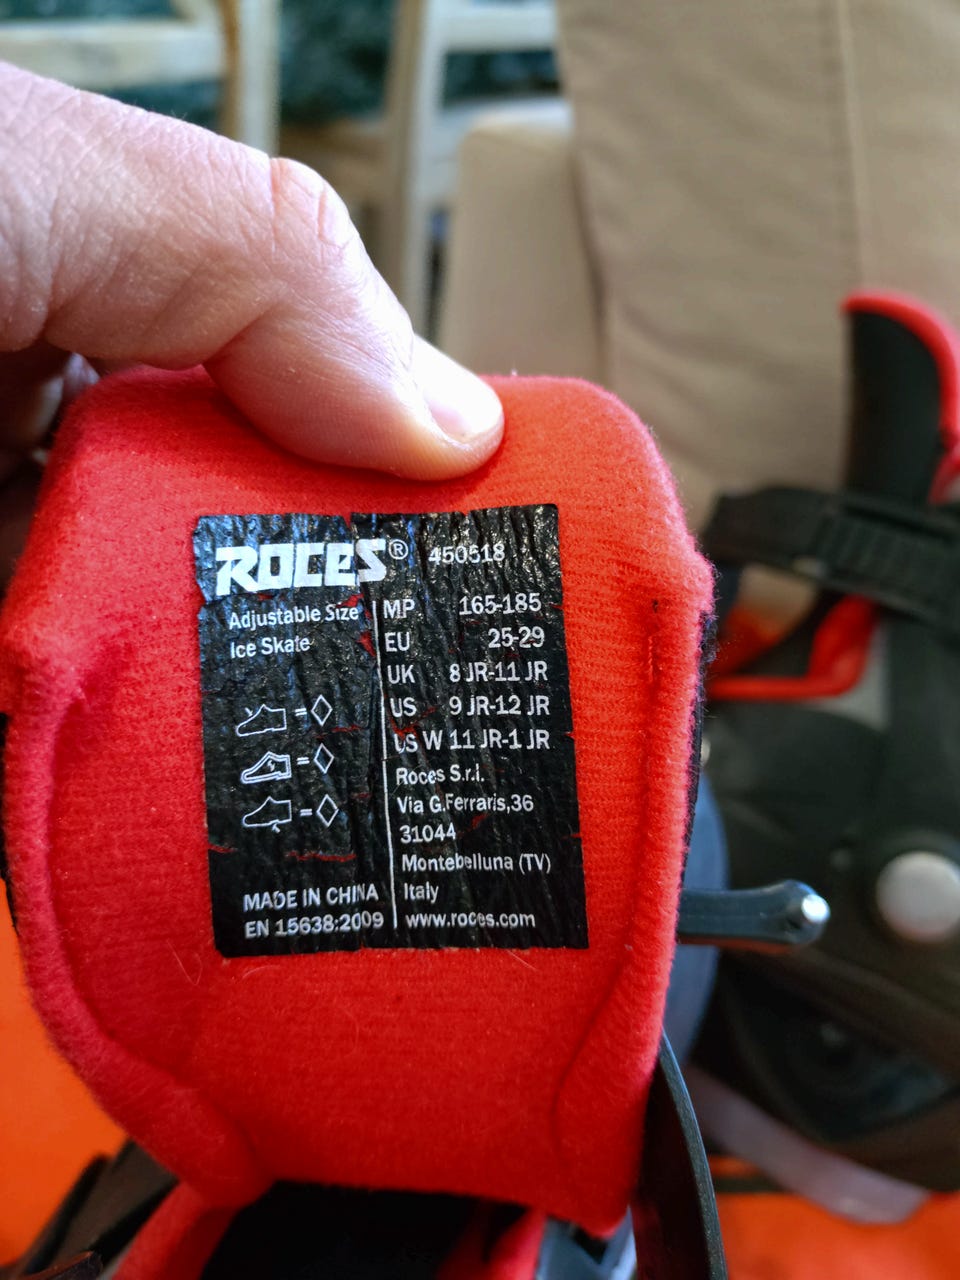 ROCES® 450518
Adjustable Size
Ice Skate
MP 165-185
EU 25-29
UK 8 JR-11 JR
US 9 JR-12 JR
US W 11 JR-1 JR
=
=
=
Roces S.r.l.
Via G.Ferraris,36
31044
Montebelluna (TV)
Italy
www.roces.com
MADE IN CHINA
EN 15638:2009